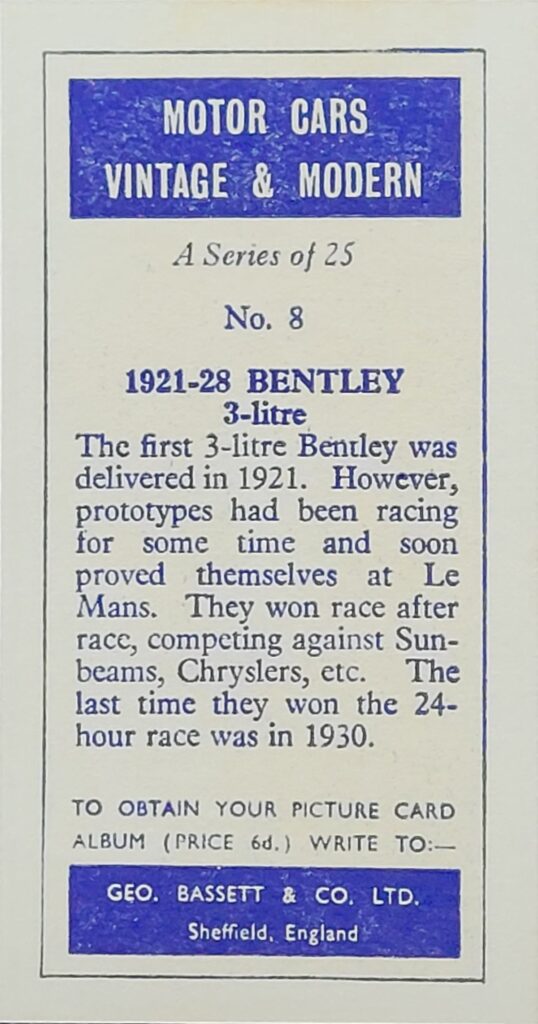 MOTOR CARS
VINTAGE & MODERN
A Series of 25
No. 8
1921-28 BENTLEY
3-litre
The first 3-litre Bentley was
delivered in 1921. However,
prototypes had been racing
for some time and soon
proved themselves at Le
Mans. They won race after
race, competing against Sun-
beams, Chryslers, etc. The
last time they won the 24-
hour race was in 1930.
TO OBTAIN YOUR PICTURE CARD
ALBUM (PRICE 6d.) WRITE TO:—
GEO. BASSETT & CO. LTD.
Sheffield, England